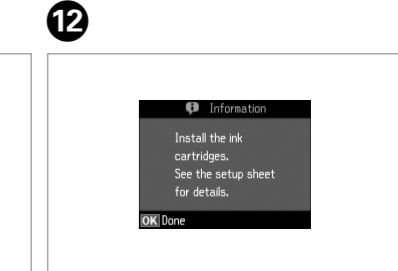 12
Information
Install the ink
cartridges.
See the setup sheet
for details.
OK Done